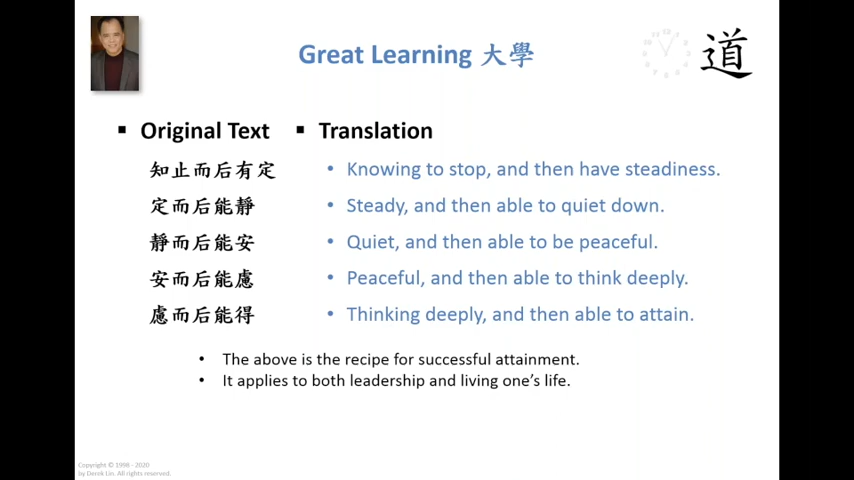 Great Learning 大學
道
▪ Original Text ▪ Translation
知止而后有定 • Knowing to stop, and then have steadiness.
定而后能靜 • Steady, and then able to quiet down.
靜而后能安 • Quiet, and then able to be peaceful.
安而后能慮 • Peaceful, and then able to think deeply.
慮而后能得 • Thinking deeply, and then able to attain.
• The above is the recipe for successful attainment.
• It applies to both leadership and living one’s life.
Copyright © 1998 - 2020
by Derek Lin. All rights reserved.